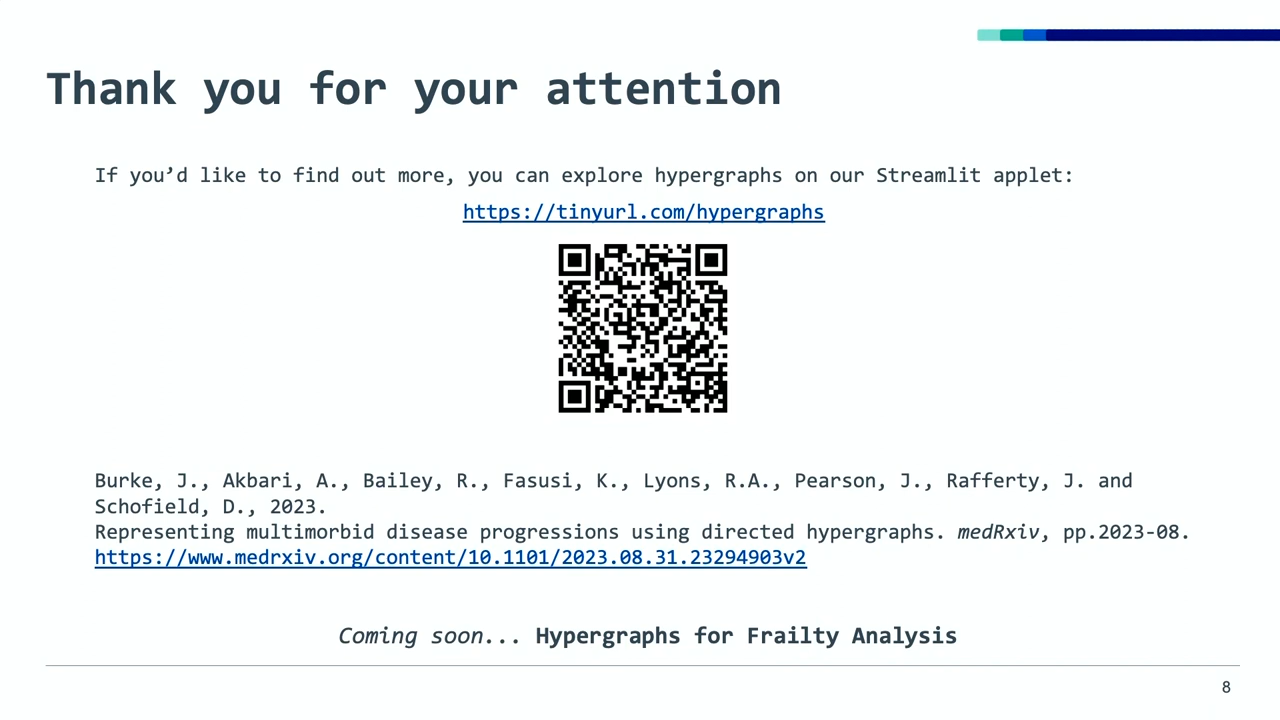 Thank you for your attention
If you’d like to find out more, you can explore hypergraphs on our Streamlit applet:
https://tinyurl.com/hypergraphs
Burke, J., Akbari, A., Bailey, R., Fasusi, K., Lyons, R.A., Pearson, J., Rafferty, J. and
Schofield, D., 2023.
Representing multimorbid disease progressions using directed hypergraphs. medRxiv, pp.2023-08.
https://www.medrxiv.org/content/10.1101/2023.08.31.23294903v2
Coming soon... Hypergraphs for Frailty Analysis
8